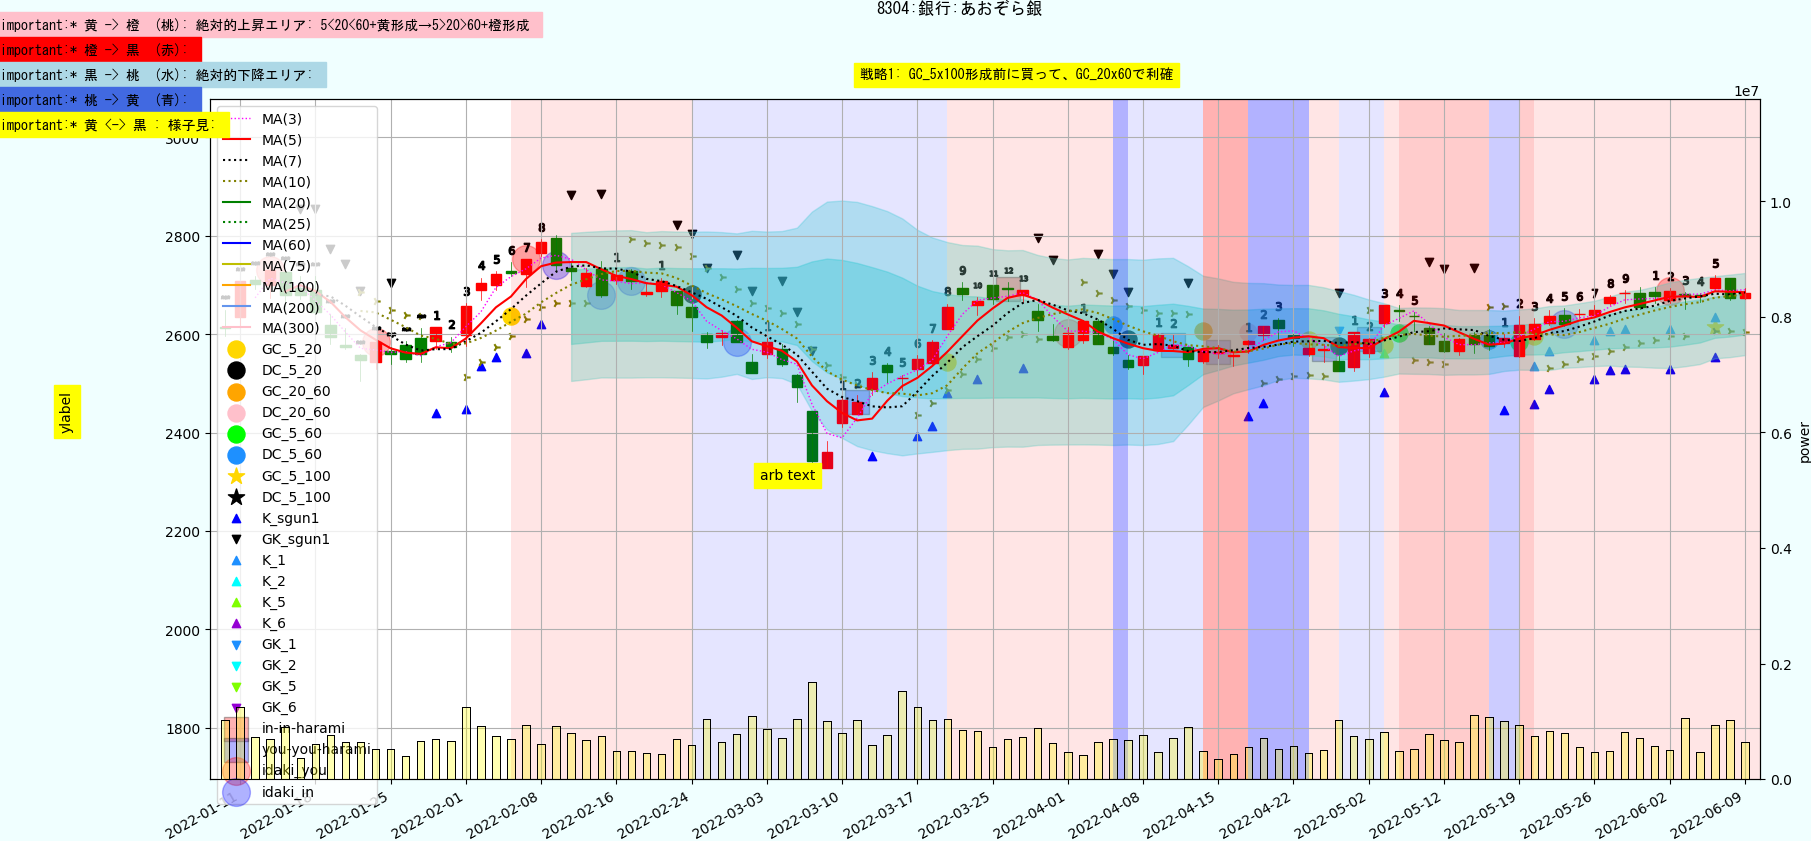 8304:銀行:あおぞら銀
important:* 黄 -> 橙 (桃): 絶対的上昇エリア: 5<20<60+黄形成→5>20>60+橙形成
important:* 橙 -> 黒 (赤):
important:* 黒 -> 桃 (水): 絶対的下降エリア:
戦略1: GC_5x100形成前に買って、GC_20x60で利確
important:* 桃 -> 黄 (青):
important:* 黄 <-> 黒 : 様子見:
1e7
MA(3)
MA(5)
MA(7)
MA(10)
MA(20)
MA(25)
MA(60)
MA(75)
MA(100)
MA(200)
MA(300)
GC_5_20
DC_5_20
GC_20_60
DC_20_60
GC_5_60
DC_5_60
GC_5_100
DC_5_100
K_sgun1
GK_sgun1
K_1
K_2
K_5
K_6
GK_1
GK_2
GK_5
GK_6
in-in-harami
you-you-harami
idaki_you
idaki_in
3000
2800
2600
2400
2200
2000
1800
ylabel
arb text
1.0
0.8
0.6
0.4
0.2
0.0
power
2022-01-25
2022-02-01
2022-02-08
2022-02-16
2022-02-24
2022-03-03
2022-03-10
2022-03-17
2022-03-25
2022-04-01
2022-04-08
2022-04-15
2022-04-22
2022-05-02
2022-05-12
2022-05-19
2022-05-26
2022-06-02
2022-06-09